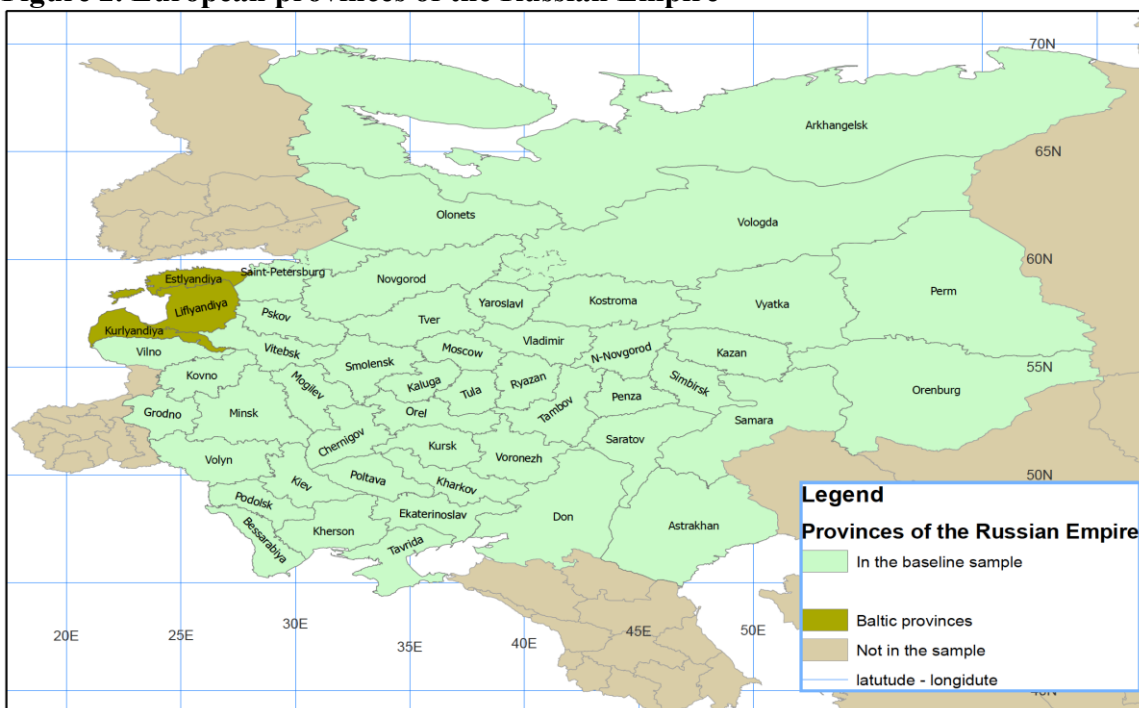 Figure 2. European provinces of the Russian Empire
70N
Arkhangelsk
65N
Olonets
Vologda
60N
Saint-Petersburg
Estlyandiya
Novgorod
Perm
Liflyandiya
Yaroslavl
Kostroma
Vyatka
Pskov
Tver
Kurlyandiya
Vladimir
Vilno
Vitebsk
Moscow
N-Novgorod
Kazan
55N
Smolensk
Kovno
Mogilev
Kaluga
Tula
Ryazan
Simbirsk
Orenburg
Penza
Grodno
Minsk
Orel
Tambov
Samara
Chernigov
Kursk
Saratov
Volyn
Voronezh
50N
Kiev
Poltava
Kharkov
Podolsk
Ekaterinoslav
Don
Astrakhan
Kherson
Bessarabiya
Tavrida
20E
25E
30E
35E
40E
45E
50E
Legend
Provinces of the Russian Empire
In the baseline sample
Baltic provinces
Not in the sample
latutude - longidute